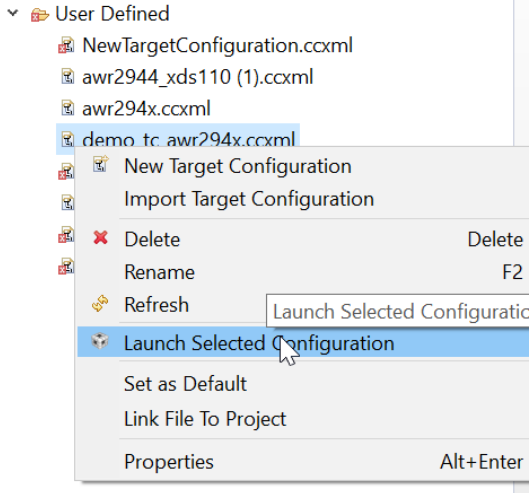 User Defined
NewTargetConfiguration.ccxml
awr2944_xds110 (1).ccxml
awr294x.ccxml
demo_tc_awr294x.ccxml
New Target Configuration
Import Target Configuration
Delete Delete
Rename F2
Refresh
Launch Selected Configuratio
Launch Selected Configuration
Set as Default
Link File To Project
Properties Alt+Enter